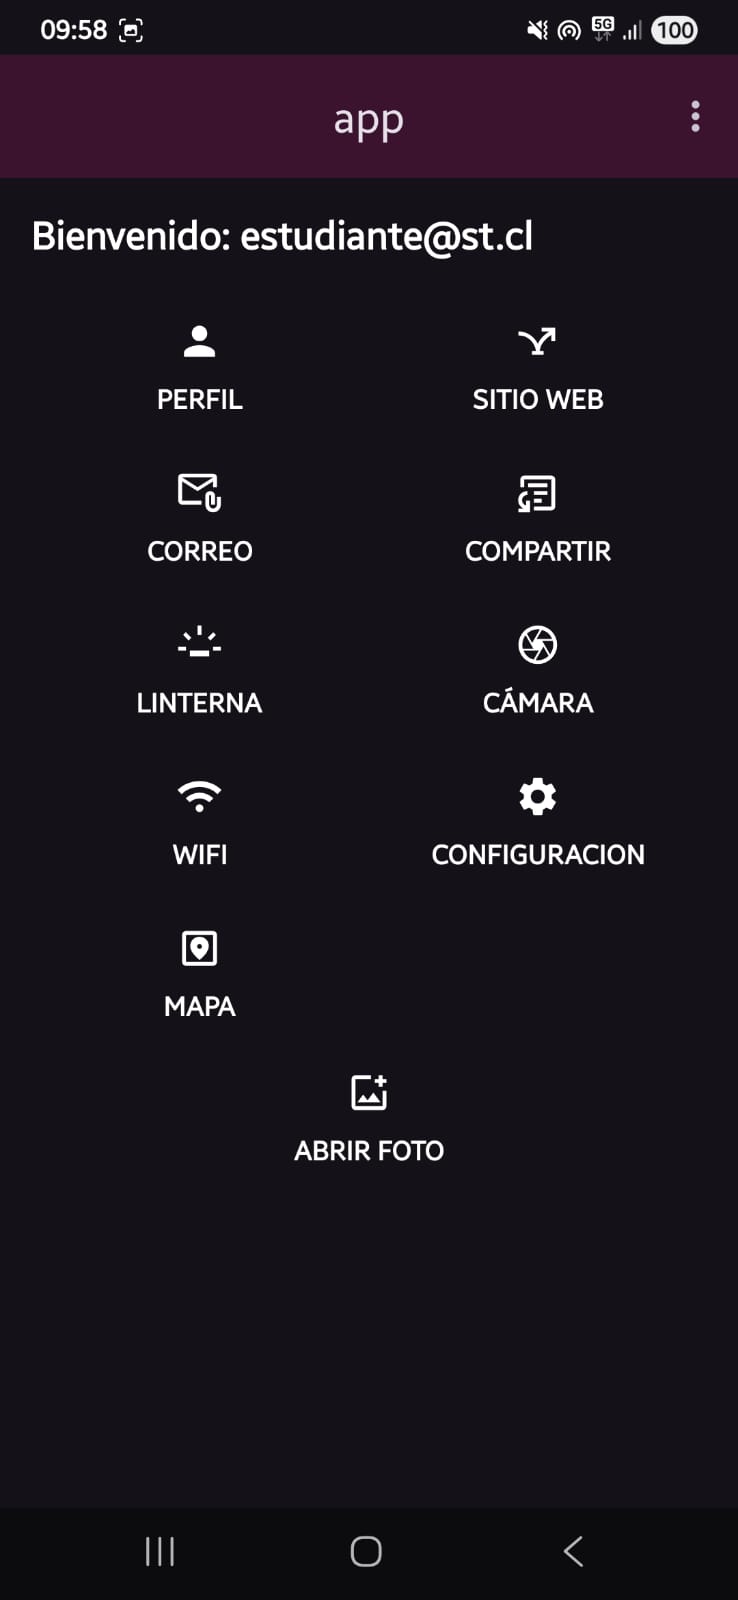 09:58 5G 100
app
Bienvenido: estudiante@st.cl
PERFIL SITIO WEB
CORREO COMPARTIR
LINTERNA CÁMARA
WIFI CONFIGURACION
MAPA
ABRIR FOTO